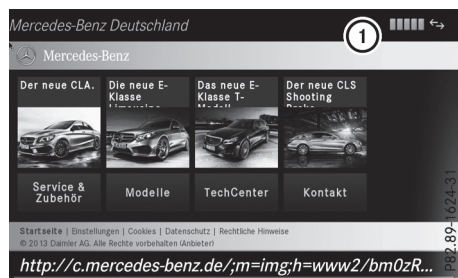 Mercedes-Benz Deutschland
1
Mercedes-Benz
Der neue CLA.
Die neue E-
Klasse
Limousine
Das neue E-
Klasse T-
Modell
Der neue CLS
Shooting
Brake
Service &
Zubehör
Modelle
TechCenter
Kontakt
Startseite | Einstellungen | Cookies | Datenschutz | Rechtliche Hinweise
© 2013 Daimler AG. Alle Rechte vorbehalten (Anbieter)
http://c.mercedes-benz.de/;m=img;h=www2/bm0zR...
P82.89-1624-31